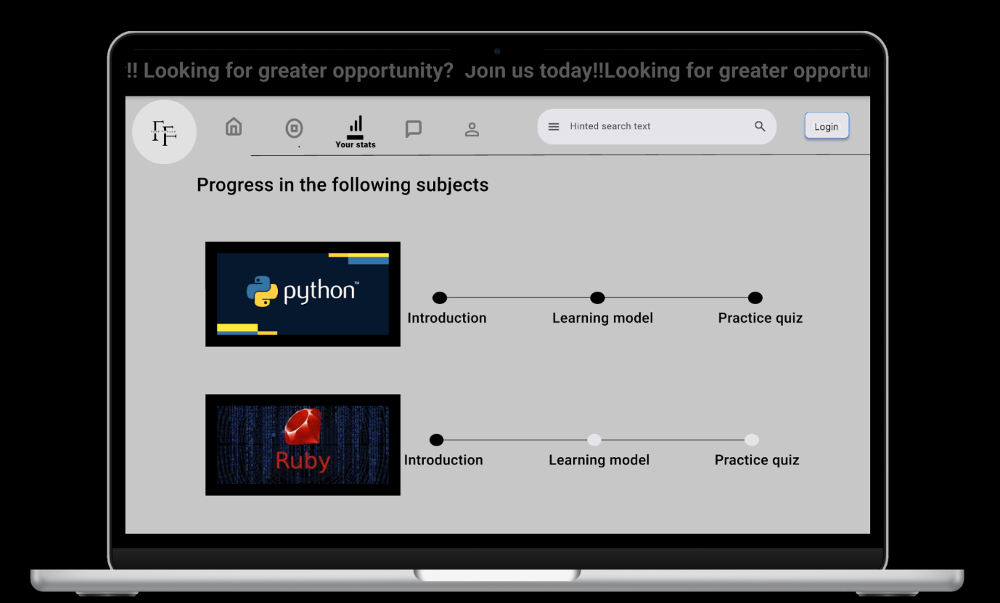 !! Looking for greater opportunity? Join us today!!Looking for greater opportu
FF
Your stats
Hinted search text
Login
Progress in the following subjects
python™
Introduction
Learning model
Practice quiz
Ruby
Introduction
Learning model
Practice quiz